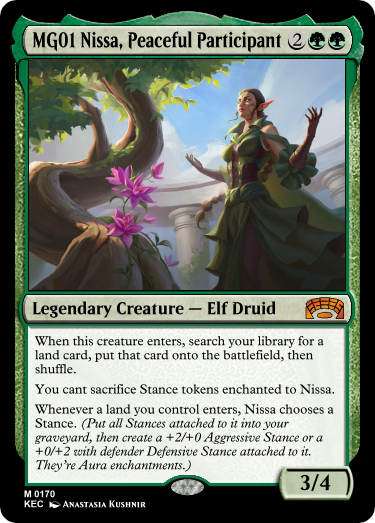 MG01 Nissa, Peaceful Participant 2
Legendary Creature — Elf Druid
When this creature enters, search your library for a
land card, put that card onto the battlefield, then
shuffle.
You cant sacrifice Stance tokens enchanted to Nissa.
Whenever a land you control enters, Nissa chooses a
Stance. (Put all Stances attached to it into your
graveyard, then create a +2/+0 Aggressive Stance or a
+0/+2 with defender Defensive Stance attached to it.
They're Aura enchantments.)
3/4
M 0170
KEC Anastasia Kushnir